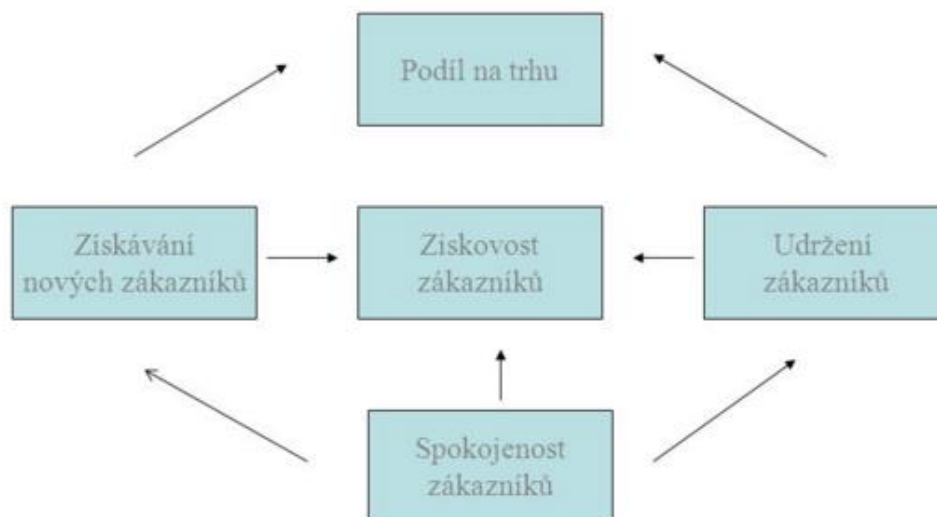 Podíl na trhu
Získávání
nových zákazníků
Ziskovost
zákazníků
Udržení
zákazníků
Spokojenost
zákazníků